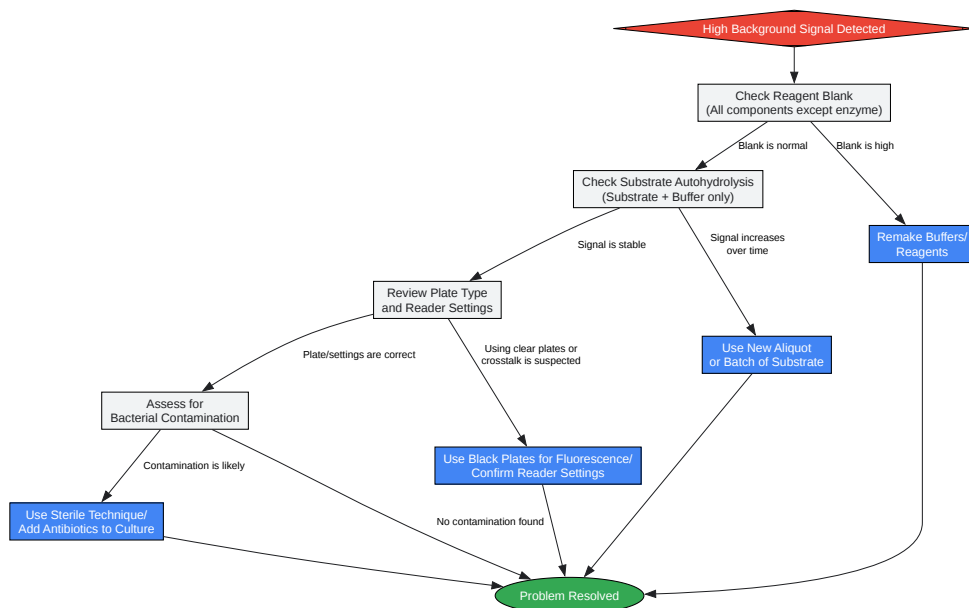 High Background Signal Detected
Check Reagent Blank
(All components except enzyme)
Blank is normal
Blank is high
Check Substrate Autohydrolysis
(Substrate + Buffer only)
Signal is stable
Signal increases
over time
Remake Buffers/
Reagents
Review Plate Type
and Reader Settings
Plate/settings are correct
Using clear plates or
crosstalk is suspected
Use New Aliquot
or Batch of Substrate
Assess for
Bacterial Contamination
Contamination is likely
Use Black Plates for Fluorescence/
Confirm Reader Settings
Use Sterile Technique/
Add Antibiotics to Culture
No contamination found
Problem Resolved